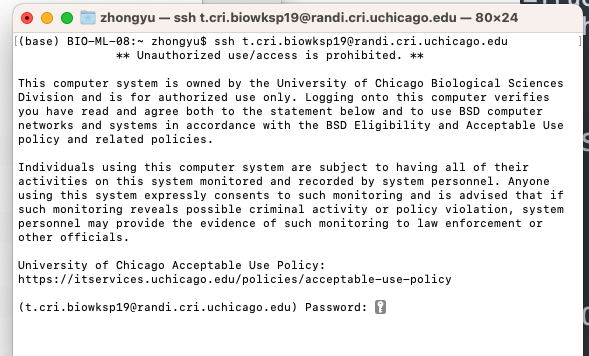 zhongyu — ssh t.cri.biowksp19@randi.cri.uchicago.edu — 80×24
[(base) BIO-ML-08:~ zhongyu$ ssh t.cri.biowksp19@randi.cri.uchicago.edu ]
** Unauthorized use/access is prohibited. **
This computer system is owned by the University of Chicago Biological Sciences
Division and is for authorized use only. Logging onto this computer verifies
you have read and agree both to the statement below and to use BSD computer
networks and systems in accordance with the BSD Eligibility and Acceptable Use
policy and related policies.
Individuals using this computer system are subject to having all of their
activities on this system monitored and recorded by system personnel. Anyone
using this system expressly consents to such monitoring and is advised that if
such monitoring reveals possible criminal activity or policy violation, system
personnel may provide the evidence of such monitoring to law enforcement or
other officials.
University of Chicago Acceptable Use Policy:
https://itservices.uchicago.edu/policies/acceptable-use-policy
(t.cri.biowksp19@randi.cri.uchicago.edu) Password: